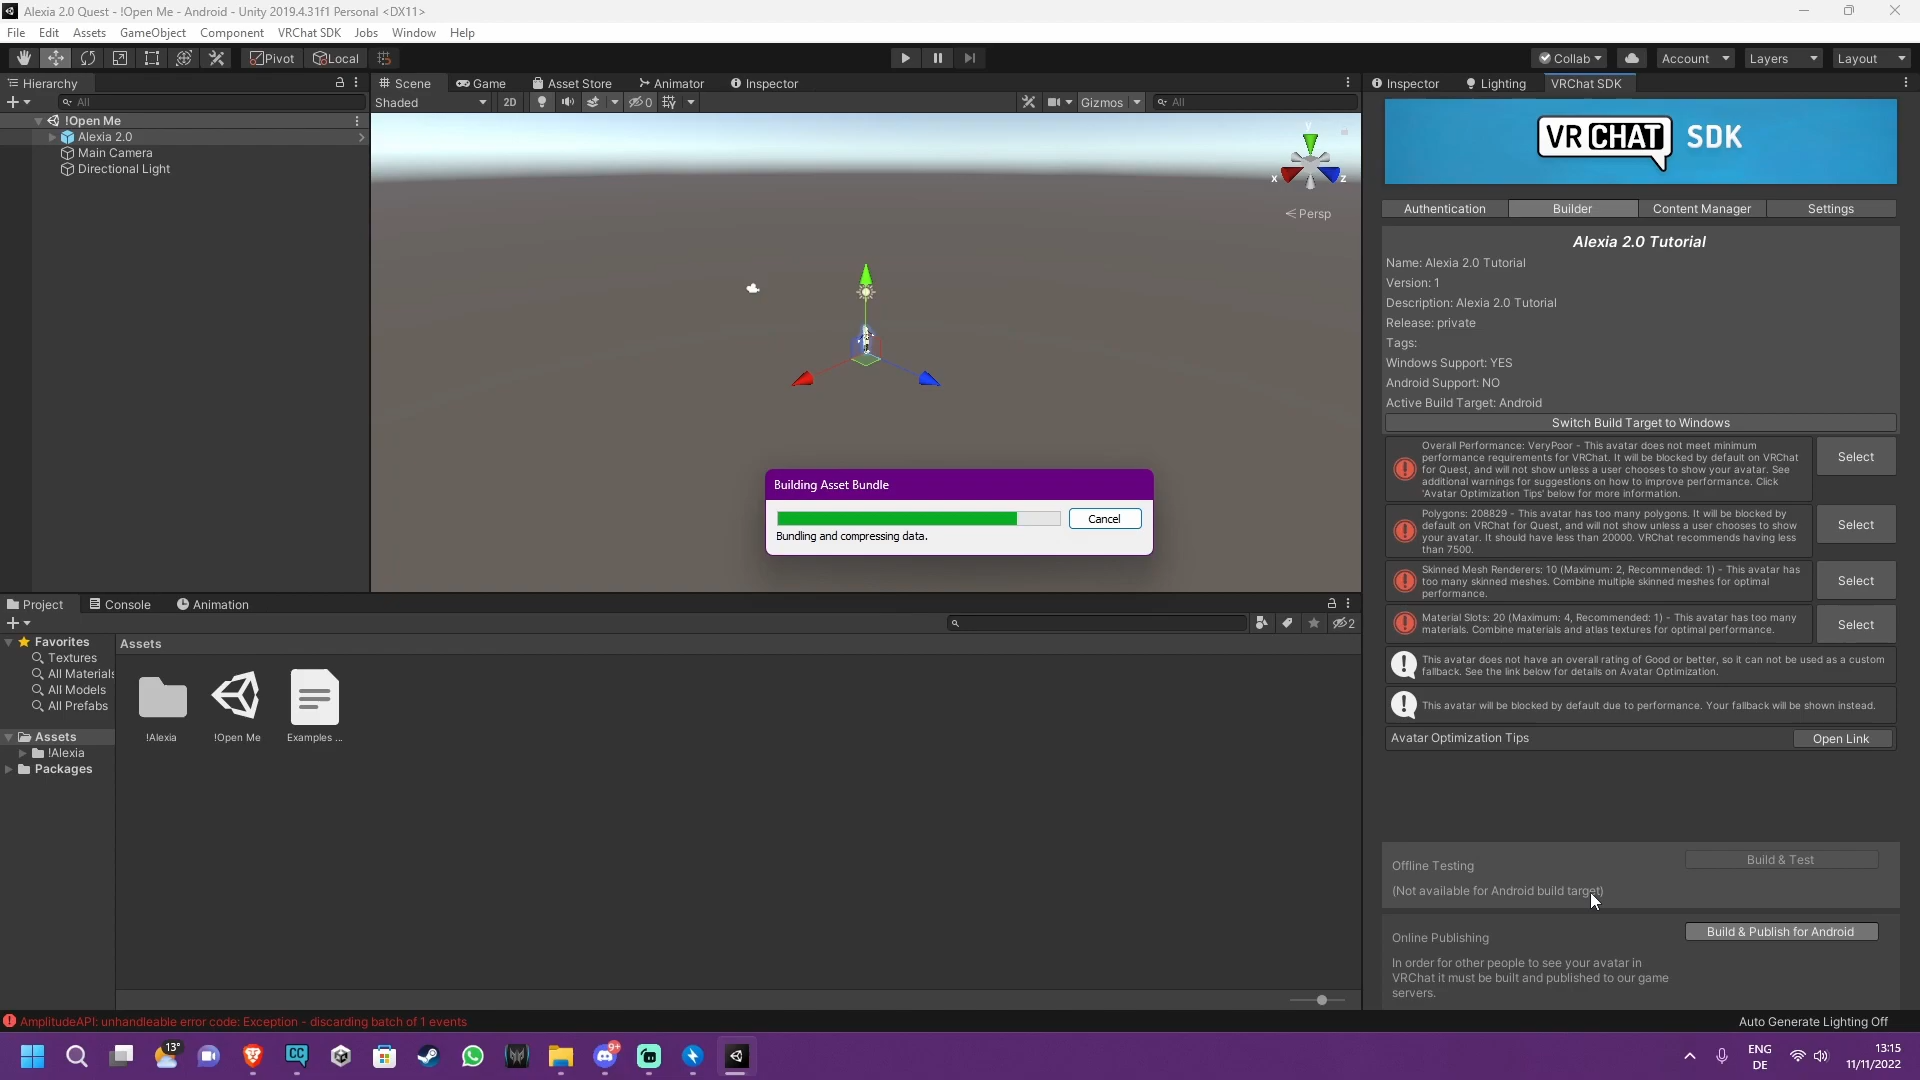 Alexia 2.0 Quest - !Open Me - Android - Unity 2019.4.31f1 Personal <DX11>
File Edit Assets GameObject Component VRChat SDK Jobs Window Help
Pivot Local Collab Account Layers Layout
Hierarchy
All
!Open Me
Alexia 2.0
Main Camera
Directional Light
Scene Game Asset Store Animator Inspector
Shaded 2D 0 Gizmos All
y
x z
Persp
Building Asset Bundle
Cancel
Bundling and compressing data.
Inspector Lighting VRChat SDK
VRCHAT SDK
Authentication Builder Content Manager Settings
Alexia 2.0 Tutorial
Name: Alexia 2.0 Tutorial
Version: 1
Description: Alexia 2.0 Tutorial
Release: private
Tags:
Windows Support: YES
Android Support: NO
Active Build Target: Android
Switch Build Target to Windows
Overall Performance: VeryPoor - This avatar does not meet minimum
performance requirements for VRChat. It will be blocked by default on VRChat
for Quest, and will not show unless a user chooses to show your avatar. See
additional warnings for suggestions on how to improve performance. Click
'Avatar Optimization Tips' below for more information.
Select
Polygons: 208829 - This avatar has too many polygons. It will be blocked by
default on VRChat for Quest, and will not show unless a user chooses to show
your avatar. It should have less than 20000. VRChat recommends having less
than 7500.
Select
Skinned Mesh Renderers: 10 (Maximum: 2, Recommended: 1) - This avatar has
too many skinned meshes. Combine multiple skinned meshes for optimal
performance.
Select
Material Slots: 20 (Maximum: 4, Recommended: 1) - This avatar has too many
materials. Combine materials and atlas textures for optimal performance.
Select
This avatar does not have an overall rating of Good or better, so it can not be used as a custom
fallback. See the link below for details on Avatar Optimization.
This avatar will be blocked by default due to performance. Your fallback will be shown instead.
Avatar Optimization Tips Open Link
Offline Testing Build & Test
(Not available for Android build target)
Online Publishing Build & Publish for Android
In order for other people to see your avatar in
VRChat it must be built and published to our game
servers.
Project Console Animation
2
Favorites
Textures
All Materials
All Models
All Prefabs
Assets
!Alexia
Packages
Assets
!Alexia !Open Me Examples ...
AmplitudeAPI: unhandleable error code: Exception - discarding batch of 1 events
Auto Generate Lighting Off
13°
CC
9+
ENG
DE
13:15
11/11/2022